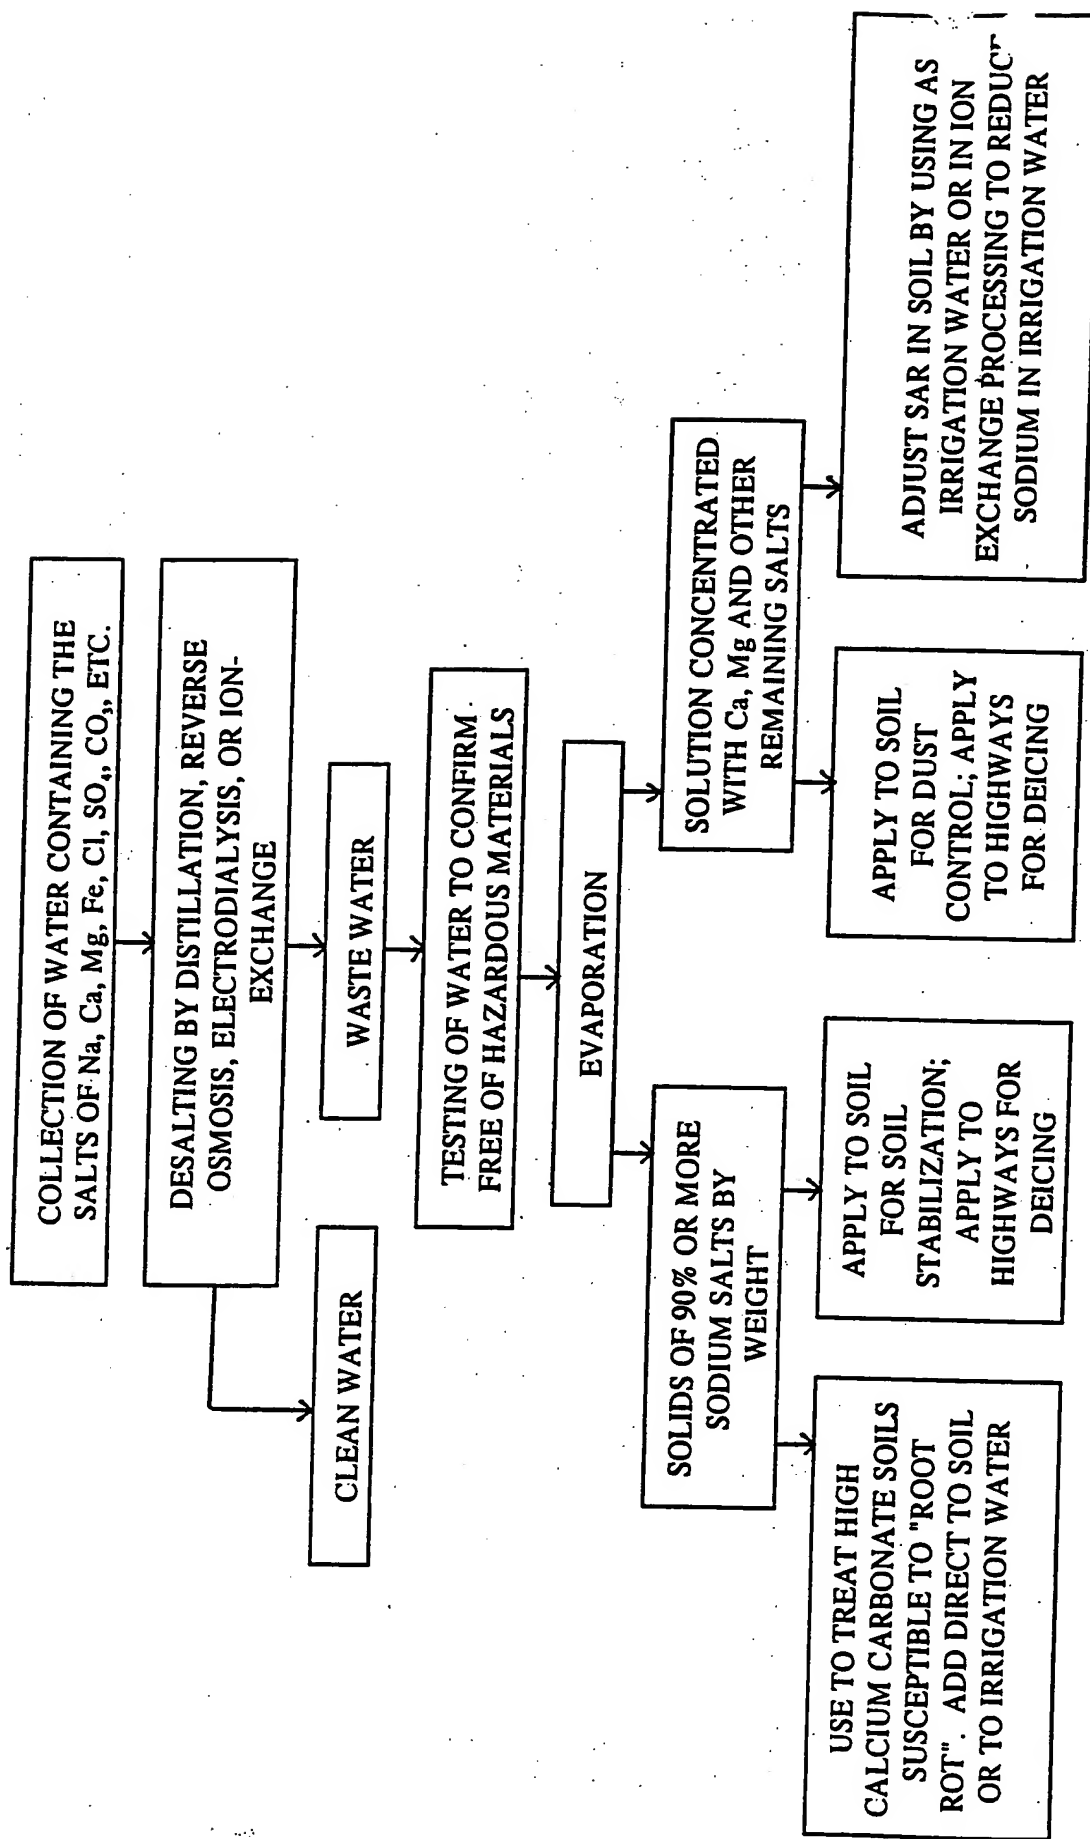 COLLECTION OF WATER CONTAINING THE
SALTS OF Na, Ca, Mg, Fe, Cl, SO₄, CO₃, ETC.
DESALTING BY DISTILLATION, REVERSE
OSMOSIS, ELECTRODIALYSIS, OR ION-
EXCHANGE
CLEAN WATER
WASTE WATER
TESTING OF WATER TO CONFIRM
FREE OF HAZARDOUS MATERIALS
EVAPORATION
SOLIDS OF 90% OR MORE
SODIUM SALTS BY
WEIGHT
SOLUTION CONCENTRATED
WITH Ca, Mg AND OTHER
REMAINING SALTS
USE TO TREAT HIGH
CALCIUM CARBONATE SOILS
SUSCEPTIBLE TO "ROOT
ROT". ADD DIRECT TO SOIL
OR TO IRRIGATION WATER
APPLY TO SOIL
FOR SOIL
STABILIZATION;
APPLY TO
HIGHWAYS FOR
DEICING
APPLY TO SOIL
FOR DUST
CONTROL; APPLY
TO HIGHWAYS
FOR DEICING
ADJUST SAR IN SOIL BY USING AS
IRRIGATION WATER OR IN ION
EXCHANGE PROCESSING TO REDUCE
SODIUM IN IRRIGATION WATER